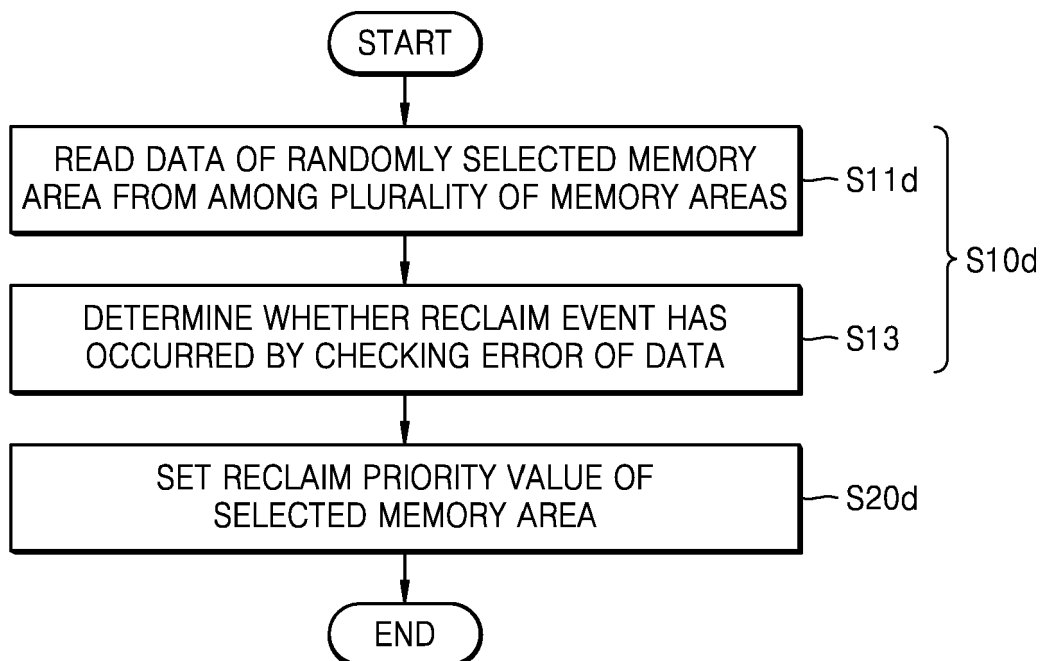 START
READ DATA OF RANDOMLY SELECTED MEMORY
AREA FROM AMONG PLURALITY OF MEMORY AREAS
S11d
S10d
DETERMINE WHETHER RECLAIM EVENT HAS
OCCURRED BY CHECKING ERROR OF DATA
S13
SET RECLAIM PRIORITY VALUE OF
SELECTED MEMORY AREA
S20d
END